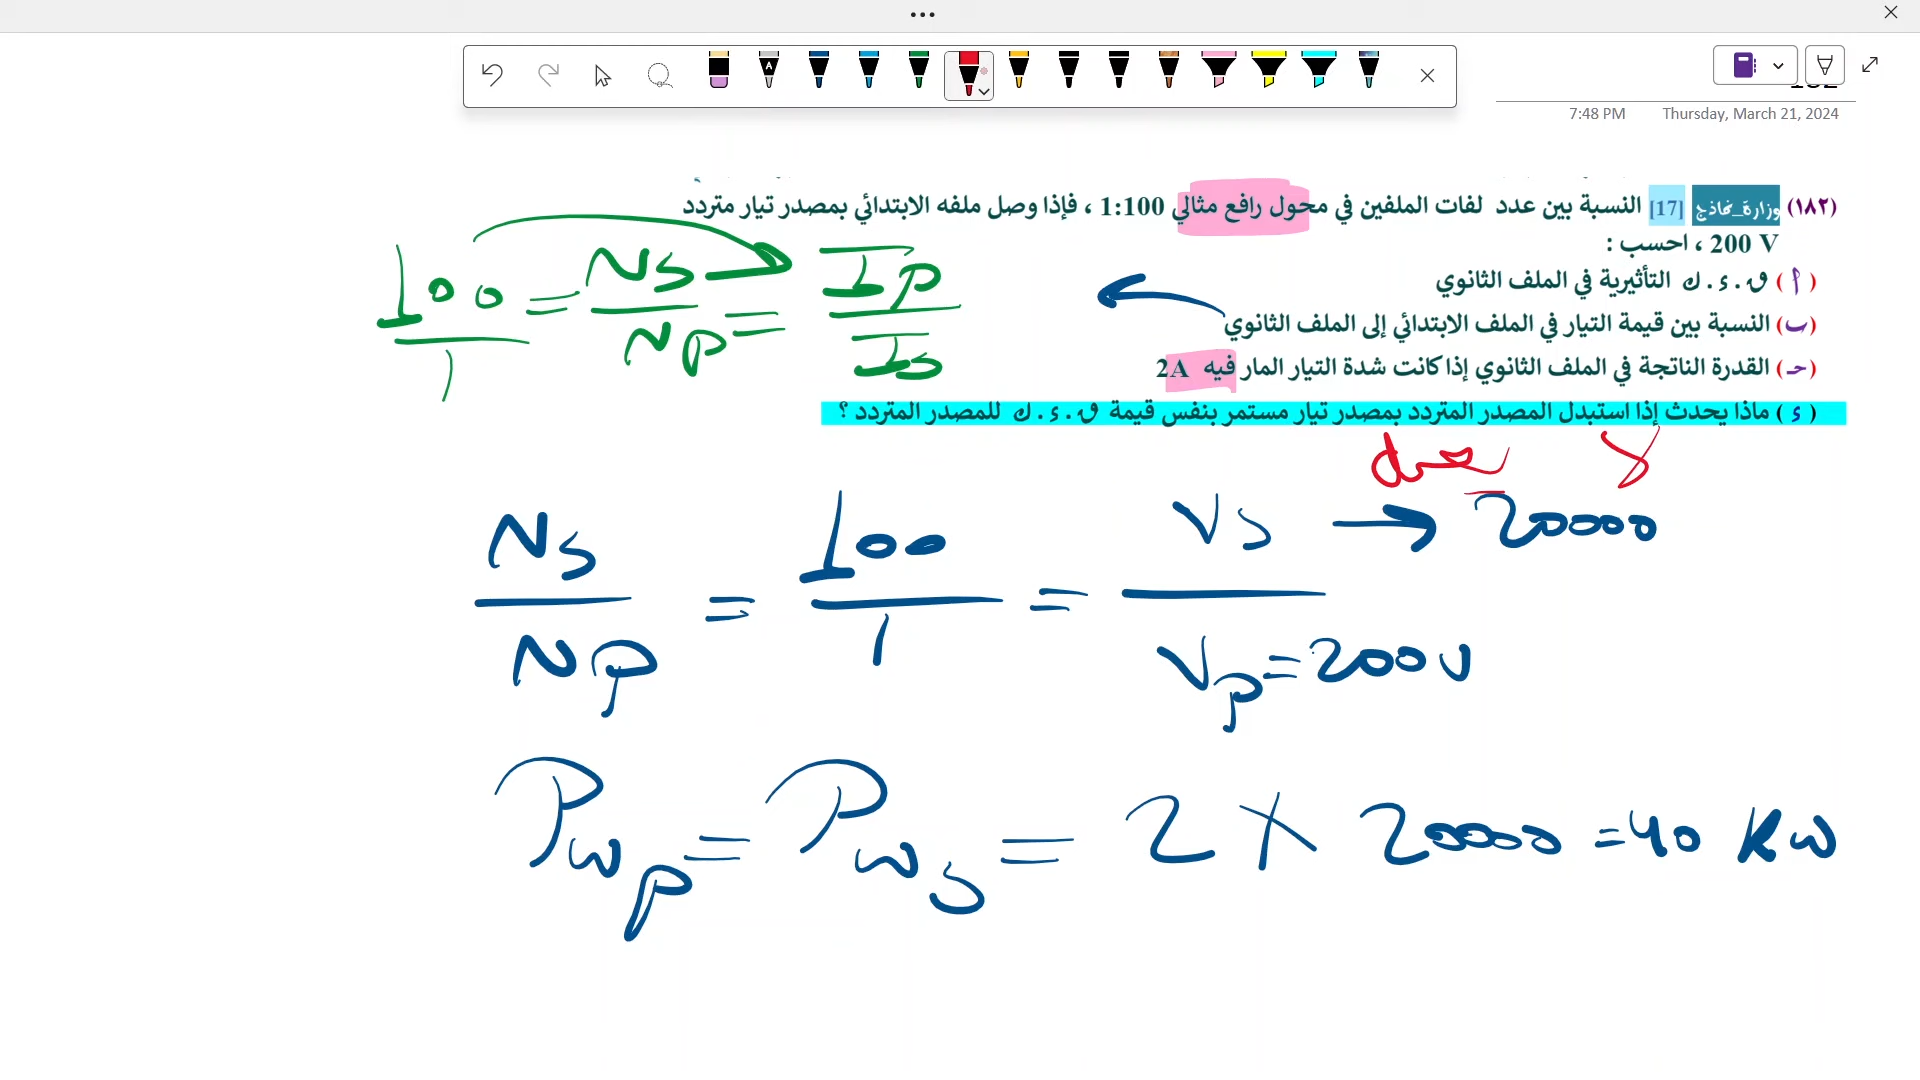 7:48 PM Thursday, March 21, 2024
(١٨٢) وزارة_نماذج [17] النسبة بين عدد لفات الملفين في محول رافع مثالي 1:100 ، فإذا وصل ملفه الابتدائي بمصدر تيار متردد
200 V ، احسب :
( أ ) ق . ء . ك التأثيرية في الملف الثانوي
(ب) النسبة بين قيمة التيار في الملف الابتدائي إلى الملف الثانوي
(حـ) القدرة الناتجة في الملف الثانوي إذا كانت شدة التيار المار فيه 2A
( ء ) ماذا يحدث إذا استبدل المصدر المتردد بمصدر تيار مستمر بنفس قيمة ق . ء . ك للمصدر المتردد ؟
100/1 = Ns/Np = Ip/Is
Ns/Np = 100/1 = Vs/Vp=200V → 20000
Pwp = Pws = 2 X 20000 = 40 Kw